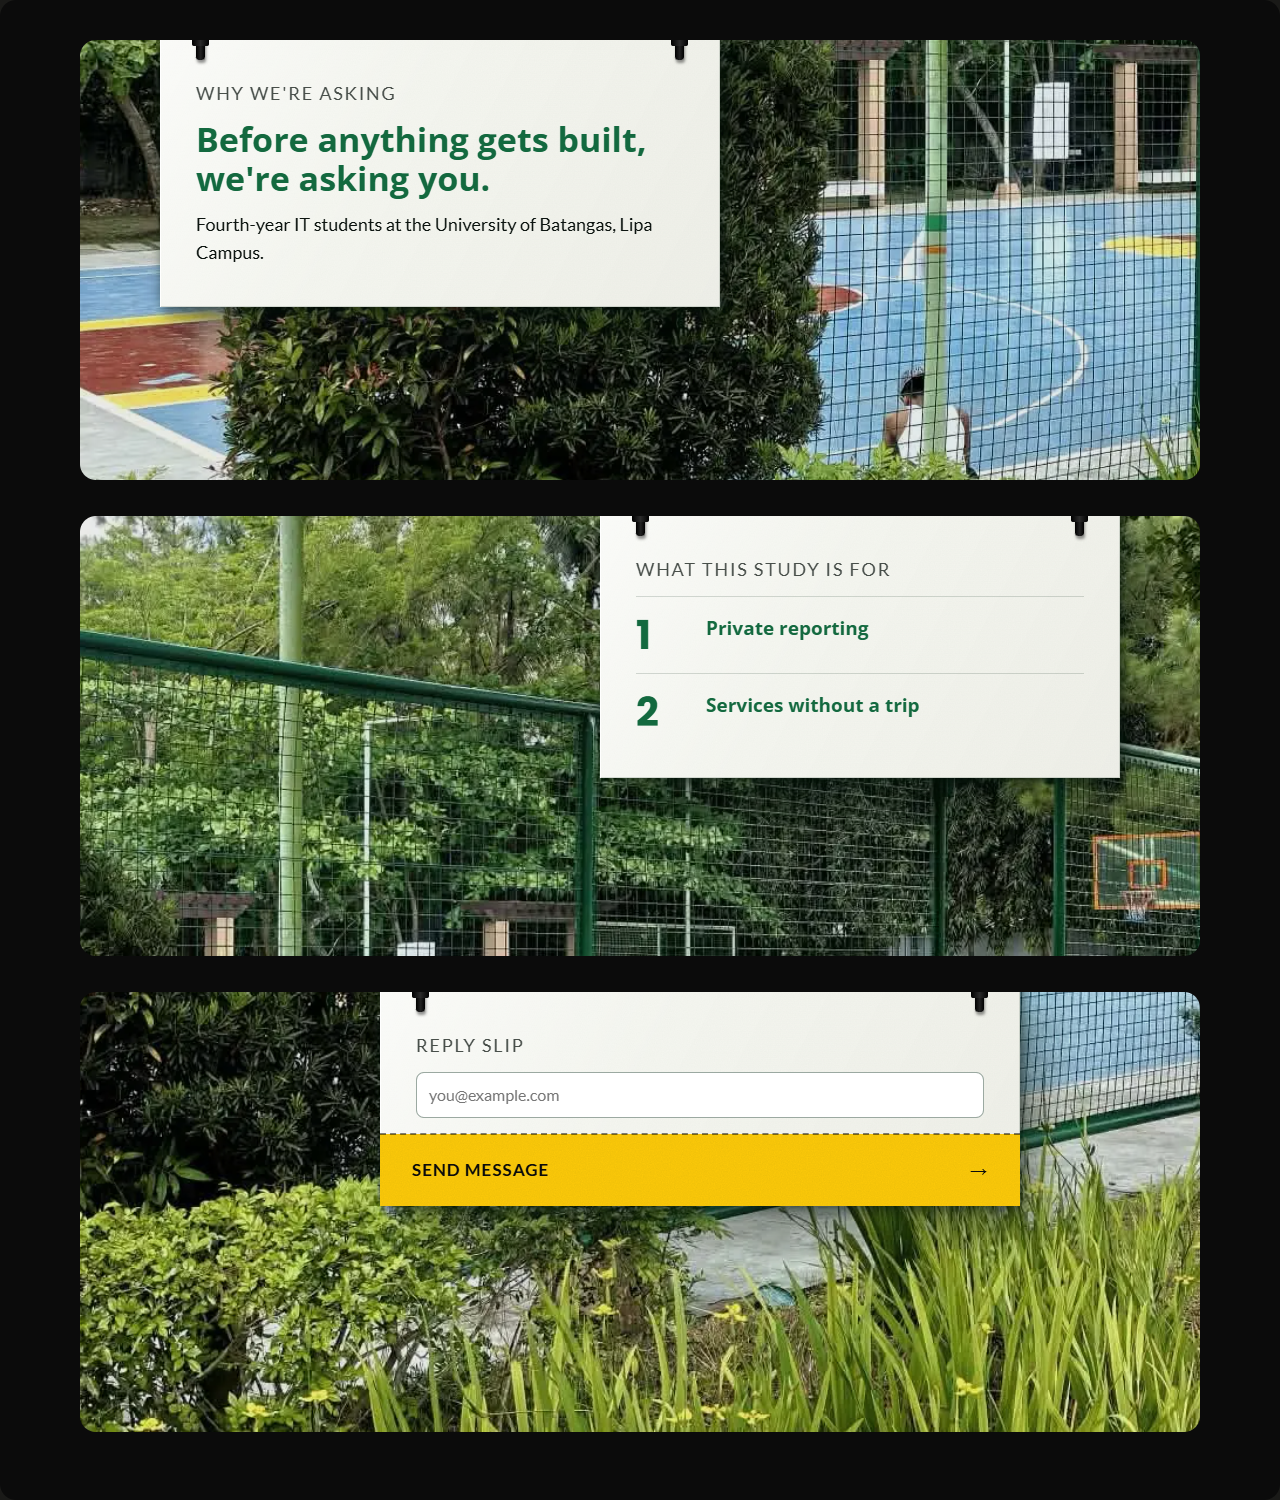 WHY WE'RE ASKING
Before anything gets built,
we're asking you.
Fourth-year IT students at the University of Batangas, Lipa
Campus.
WHAT THIS STUDY IS FOR
1 Private reporting
2 Services without a trip
REPLY SLIP
you@example.com
SEND MESSAGE →